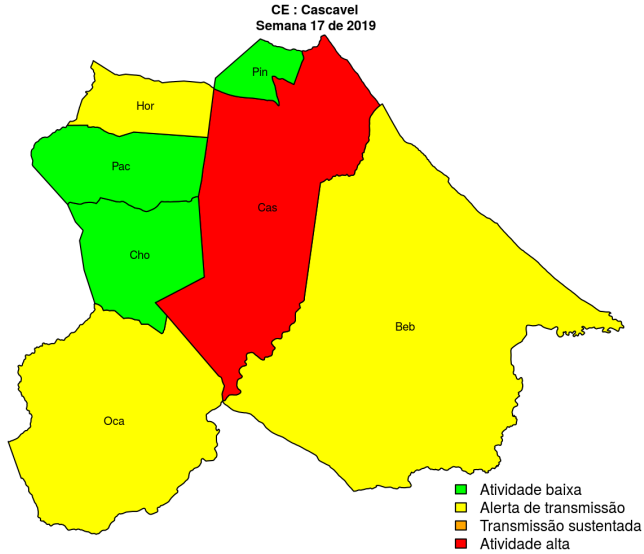 CE : Cascavel
Semana 17 de 2019
Pin
Hor
Pac
Cas
Cho
Beb
Oca
Atividade baixa
Alerta de transmissão
Transmissão sustentada
Atividade alta